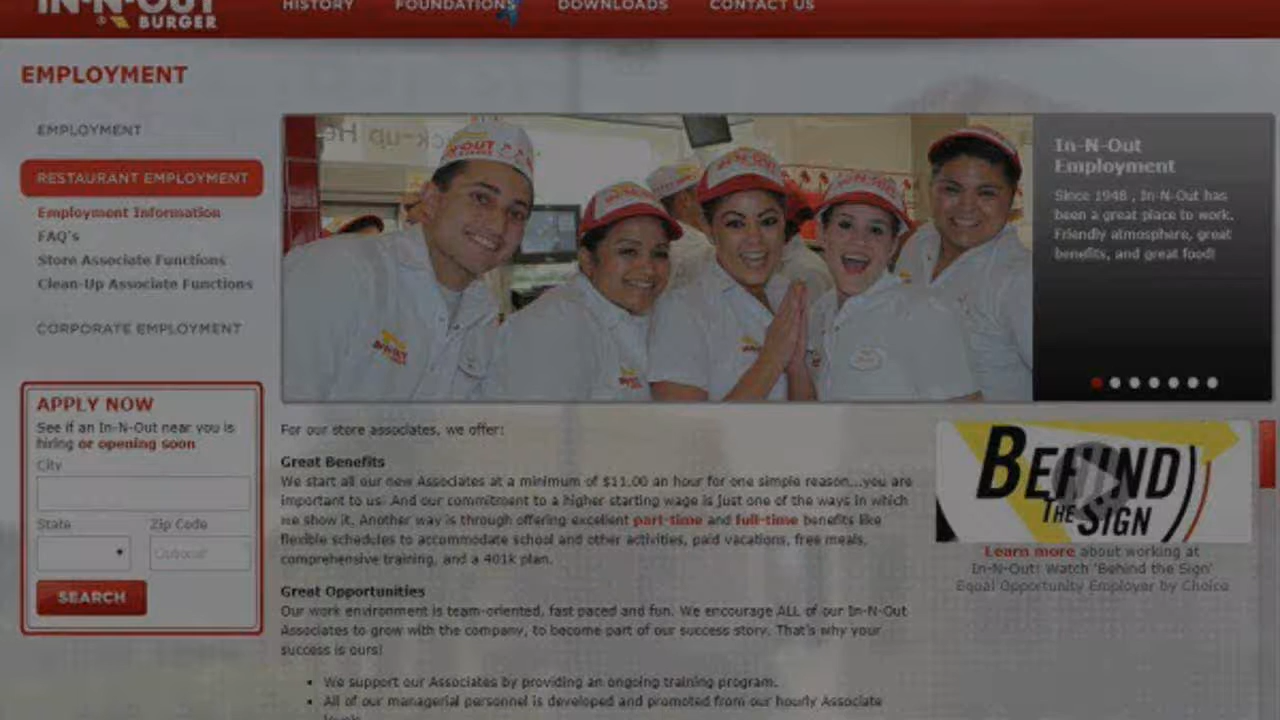 IN-N-OUT
BURGER
HISTORY
FOUNDATIONS
DOWNLOADS
CONTACT US
EMPLOYMENT
EMPLOYMENT
RESTAURANT EMPLOYMENT
Employment Information
FAQ's
Store Associate Functions
Clean-Up Associate Functions
CORPORATE EMPLOYMENT
APPLY NOW
See if an In-N-Out near you is
hiring or opening soon
City
State
Zip Code
Optional
SEARCH
In-N-Out
Employment
Since 1948 , In-N-Out has
been a great place to work.
Friendly atmosphere, great
benefits, and great food!
For our store associates, we offer:
Great Benefits
We start all our new Associates at a minimum of $11.00 an hour for one simple reason...you are
important to us. And our commitment to a higher starting wage is just one of the ways in which
we show it. Another way is through offering excellent part-time and full-time benefits like
flexible schedules to accommodate school and other activities, paid vacations, free meals,
comprehensive training, and a 401k plan.
Great Opportunities
Our work environment is team-oriented, fast paced and fun. We encourage ALL of our In-N-Out
Associates to grow with the company, to become part of our success story. That's why your
success is ours!
• We support our Associates by providing an ongoing training program.
• All of our managerial personnel is developed and promoted from our hourly Associate
BEHIND
THE SIGN
Learn more about working at
In-N-Out! Watch 'Behind the Sign'
Equal Opportunity Employer by Choice